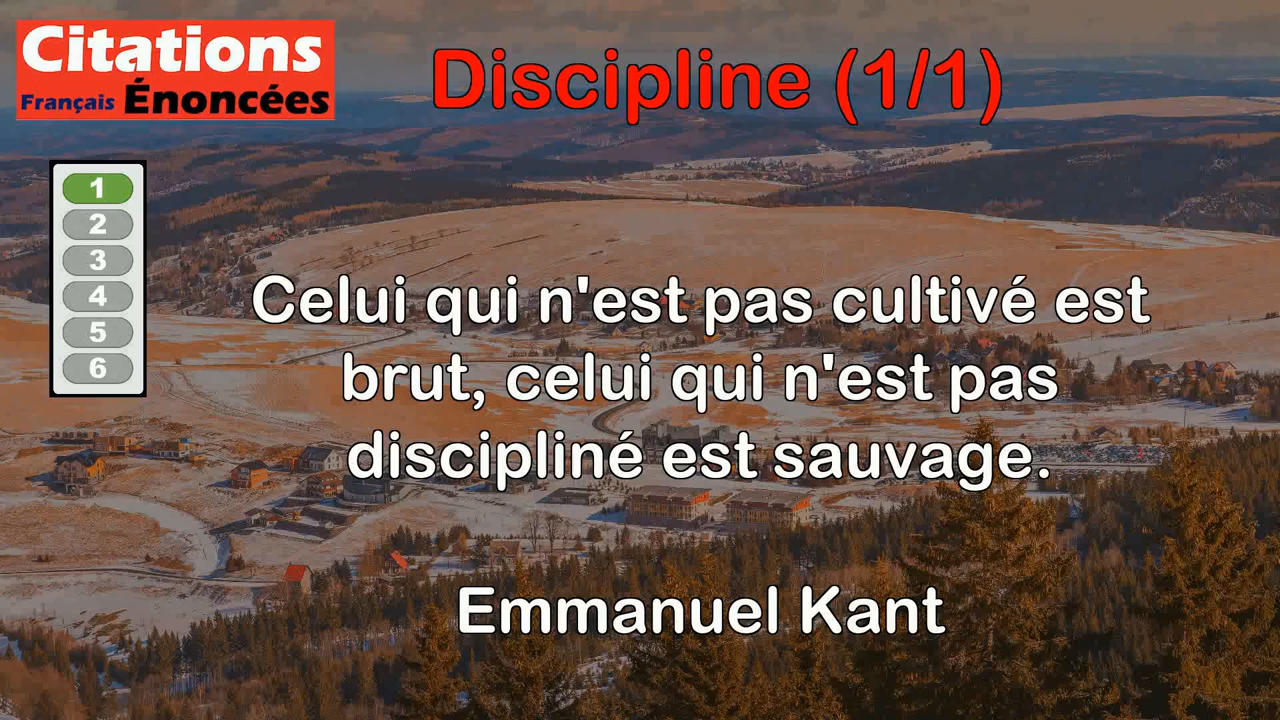 Citations
Français Énoncées
Discipline (1/1)
1
2
3
4
5
6
Celui qui n'est pas cultivé est
brut, celui qui n'est pas
discipliné est sauvage.
Emmanuel Kant